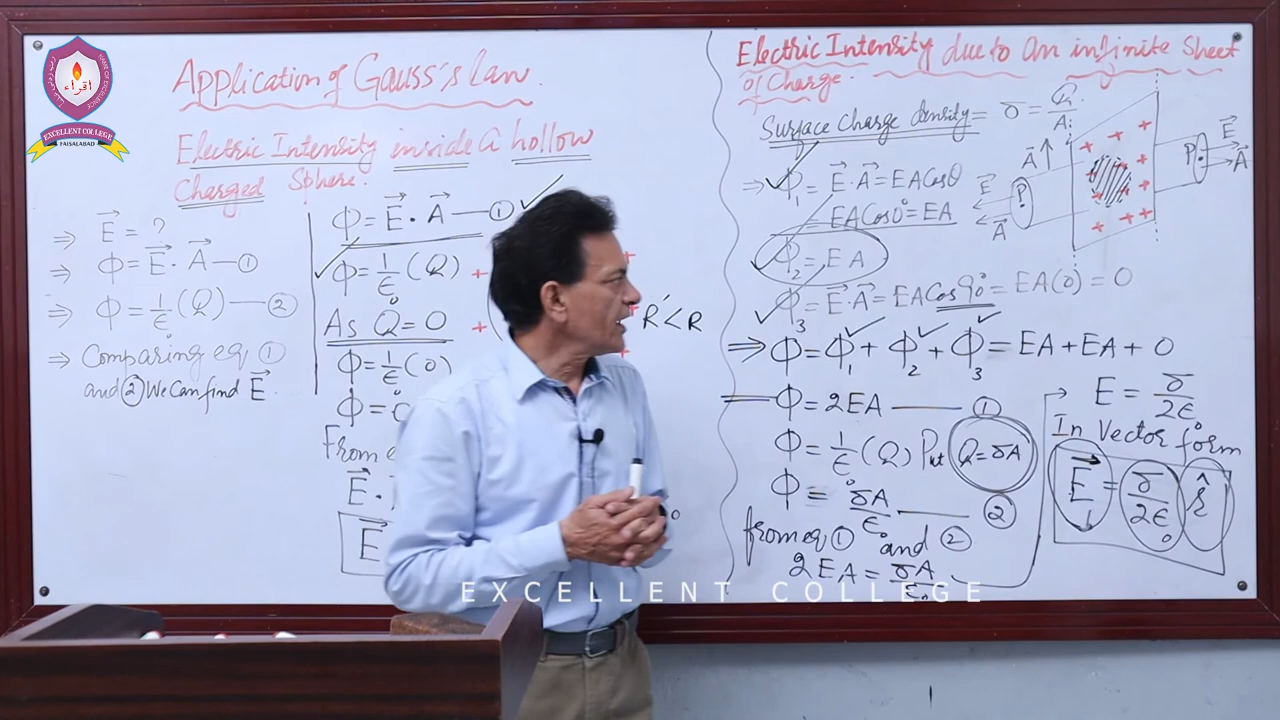 اقراء
EXCELLENT COLLEGE
FAISALABAD
Application of Gauss's law.
Electric Intensity inside a hollow
Charged Sphere.
⇒ E⃗ = ?
⇒ Φ = E⃗ · A⃗ — ①
⇒ Φ = 1/ε₀ (Q) — ②
⇒ Comparing eq ①
and ② We Can find E⃗.
Φ = E⃗ · A⃗ — ① ✓
✓ Φ = 1/ε₀ (Q)
As Q = 0
Φ = 1/ε₀ (0)
Φ =
From
E⃗ ·
E⃗
+
+
+
+
R' < R
Electric Intensity due to an infinite Sheet
of Charge.
Surface Charge density = σ = Q/A
⇒ ✓ Φ₁ = E⃗ · A⃗ = EA Cosθ
= EA Cos0° = EA
✓ Φ₂ = EA
✓ Φ₃ = E⃗ · A⃗ = EA Cos90° = EA(0) = 0
⇒ Φ = Φ₁ + Φ₂ + Φ₃ = EA + EA + 0
Φ = 2EA — ①
Φ = 1/ε₀ (Q) Put Q = σA
Φ = σA/ε₀ — ②
from eq ① and ②
2EA = σA/ε₀
→ E = σ/2ε₀
In Vector form
E⃗ = σ/2ε₀ r̂
A⃗
E⃗
P
A⃗
+ + + + + + + + +
P
E⃗
A⃗
EXCELLENT COLLEGE